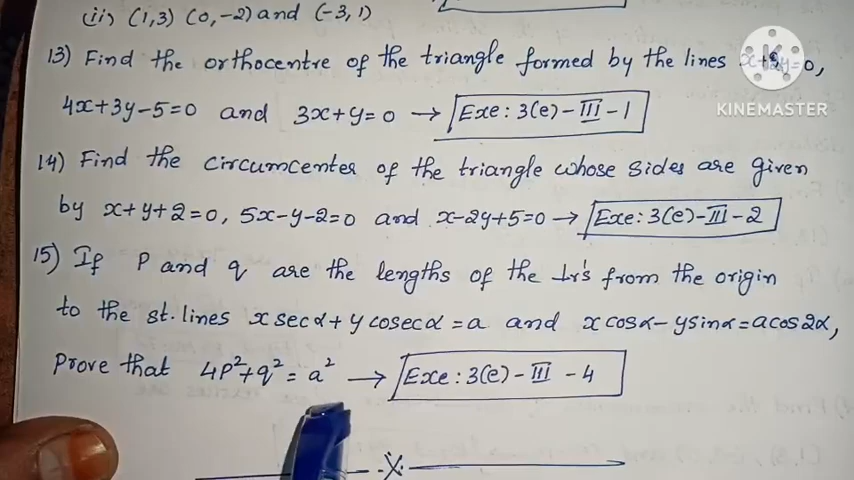 (ii) (1,3) (0,-2) and (-3,1)
13) Find the orthocentre of the triangle formed by the lines x+2y=0,
KINEMASTER
4x+3y-5=0 and 3x+y=0 → Exe: 3(e)-III-1
14) Find the circumcenter of the triangle whose sides are given
by x+y+2=0, 5x-y-2=0 and x-2y+5=0 → Exe: 3(e)-III-2
15) If P and q are the lengths of the ⊥r's from the origin
to the st. lines x secα + y cosecα = a and x cosα - y sinα = a cos2α,
Prove that 4P²+q² = a² → Exe: 3(e)-III-4
X